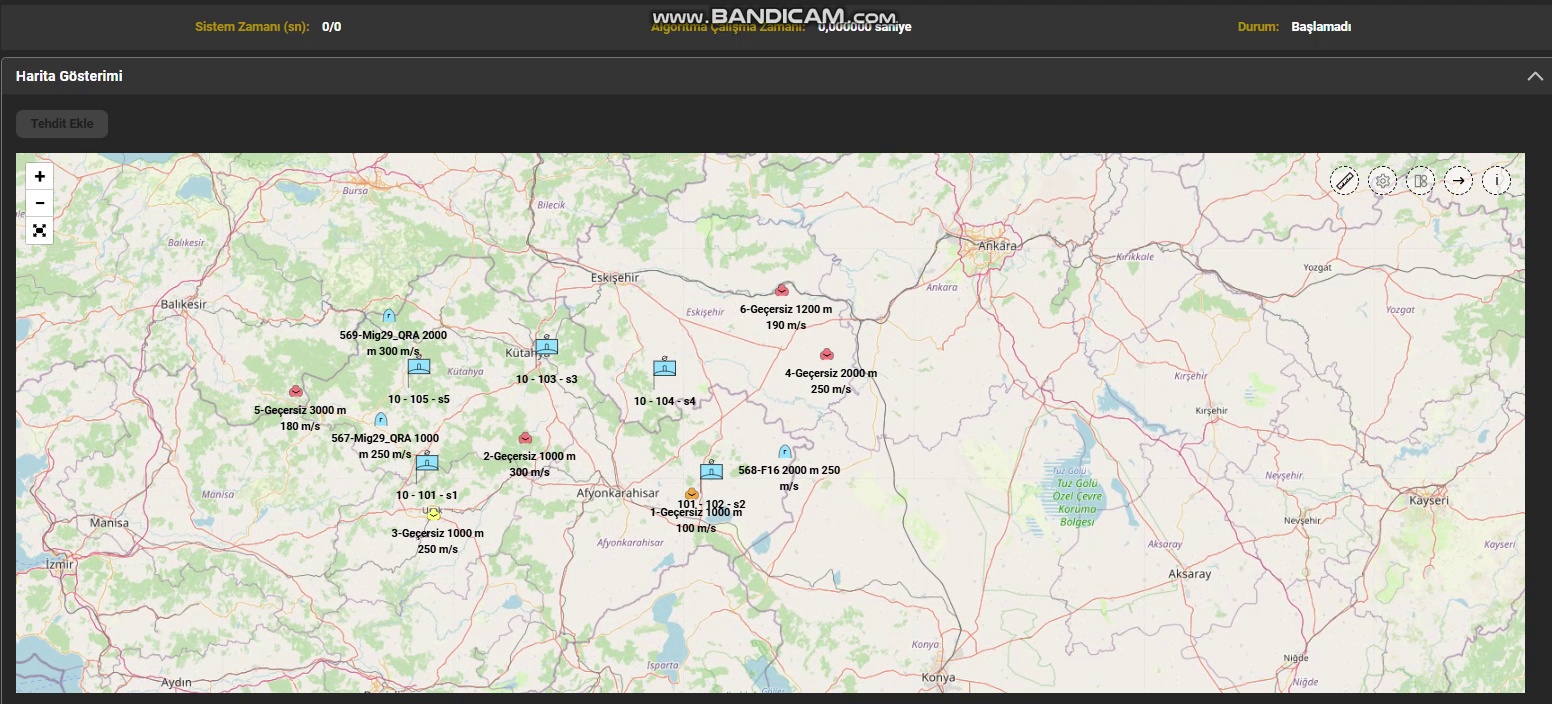 www.BANDICAM.com
Sistem Zamanı (sn): 0/0
Algoritma Çalışma Zamanı: 0,000000 saniye
Durum: Başlamadı
Harita Gösterimi
Tehdit Ekle
+
−
Bursa
Bilecik
Balıkesir
Ankara
Kırıkkale
Yozgat
Eskişehir
Ankara
Balıkesir
Eskişehir
Yozgat
6-Geçersiz 1200 m
190 m/s
569-Mig29_QRA 2000
m 300 m/s
Kütahya
Kütahya
10 - 103 - s3
4-Geçersiz 2000 m
250 m/s
Kırşehir
10 - 105 - s5
10 - 104 - s4
5-Geçersiz 3000 m
180 m/s
Kırşehir
567-Mig29_QRA 1000
m 250 m/s
2-Geçersiz 1000 m
300 m/s
568-F16 2000 m 250
m/s
Tuz Gölü
Tuz Gölü
Özel Çevre
Koruma
Bölgesi
Nevşehir
Manisa
10 - 101 - s1
Afyonkarahisar
101 - 102 - s2
1-Geçersiz 1000 m
100 m/s
Kayseri
Manisa
3-Geçersiz 1000 m
250 m/s
Nevşehir
Afyonkarahisar
Aksaray
Kayseri
İzmir
Aksaray
Konya
Isparta
Konya
Niğde
Niğde
Aydın